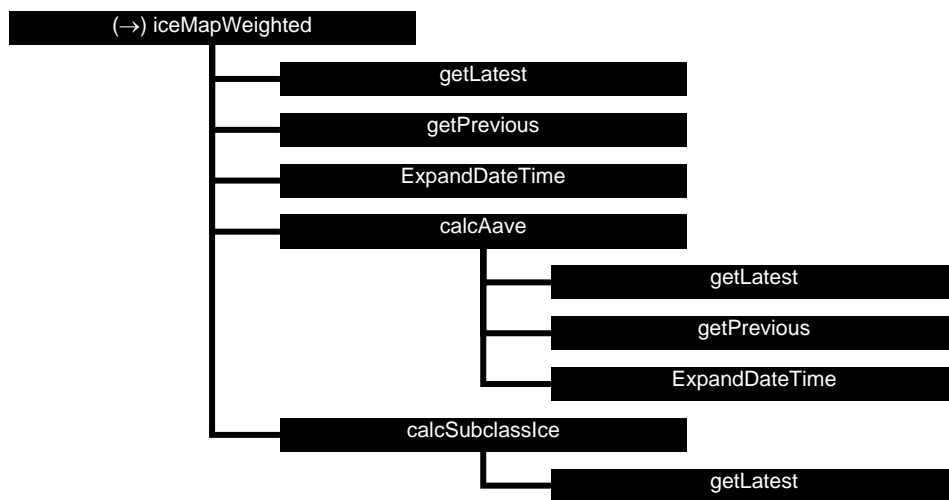 (→) iceMapWeighted
getLatest
getPrevious
ExpandDateTime
calcAave
getLatest
getPrevious
ExpandDateTime
calcSubclassIce
getLatest